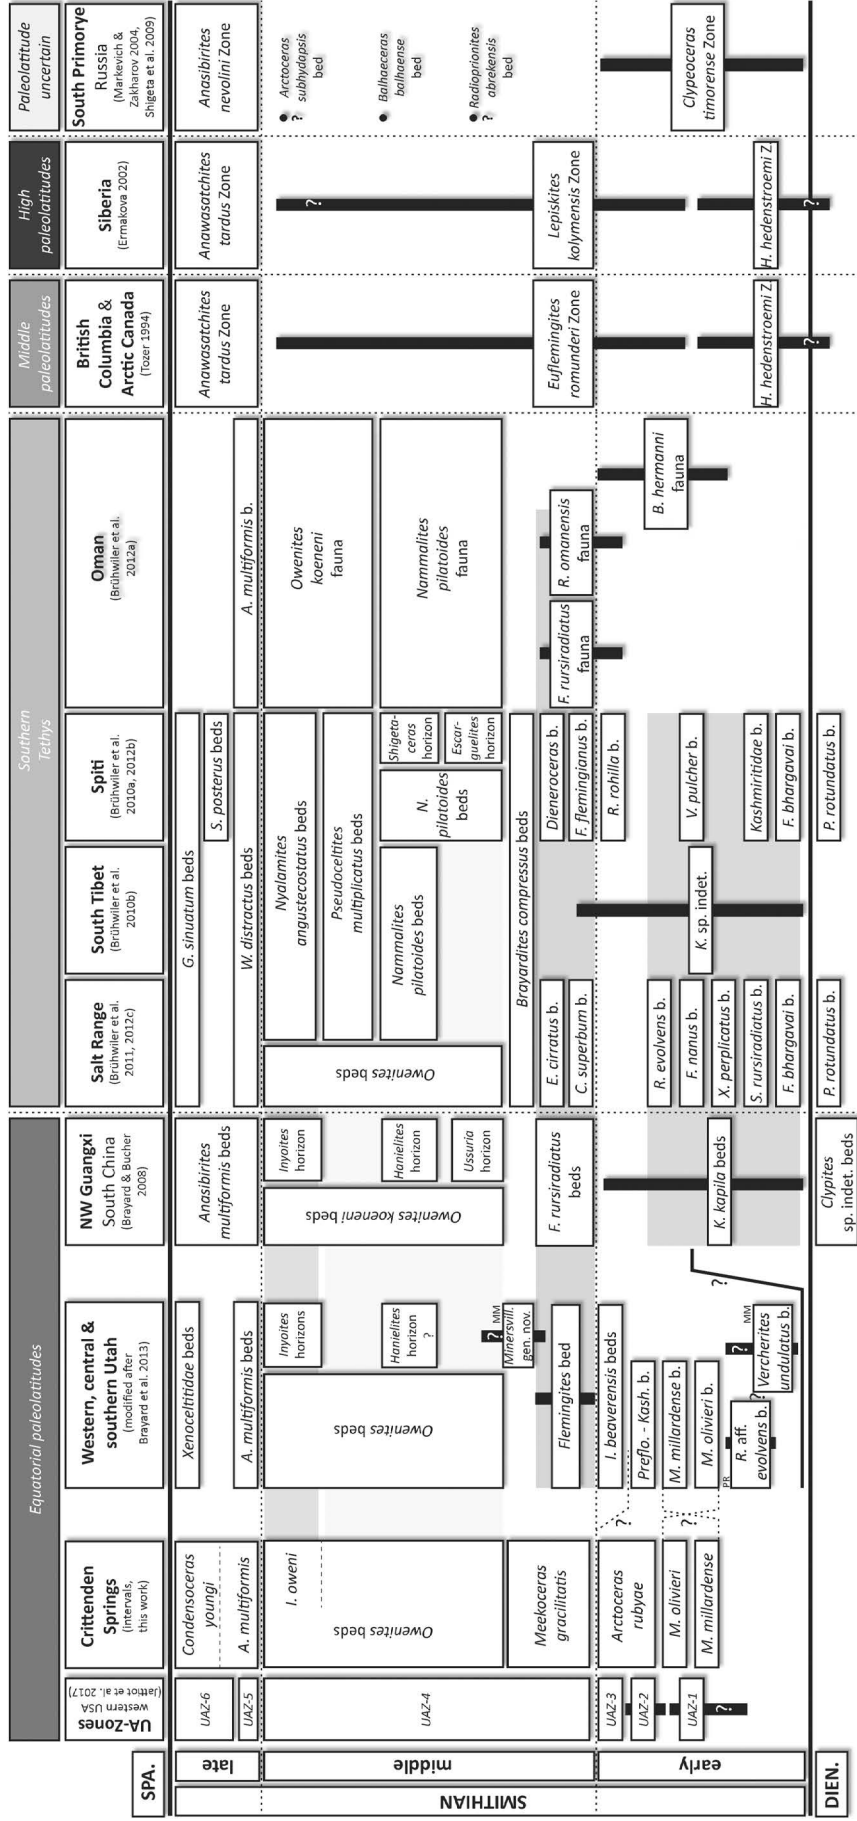 SPA.
SMITHIAN
late
middle
early
DIEN.
Equatorial paleolatitudes
Southern
Tethys
Middle
paleolatitudes
High
paleolatitudes
Paleolatitude
uncertain
UA-Zones
western USA
(Jattiot et al. 2017)
UAZ-6
UAZ-5
UAZ-4
UAZ-3
UAZ-2
UAZ-1
?
Crittenden
Springs
(intervals,
this work)
Condensoceras
youngi
A. multiformis
I. oweni
Owenites beds
Meekoceras
gracilitatis
Arctoceras
rubyae
M. olivieri
M. millardense
?
?
Western, central &
southern Utah
(modified after
Brayard et al. 2013)
Xenoceltitidae beds
A. multiformis beds
Inyoites
horizons
Owenites beds
Hanielites
horizon
?
?
MM
Minersvill.
gen. nov.
Flemingites bed
I. beaverensis beds
Preflo. - Kash. b.
M. millardense b.
M. olivieri b.
PR
R. aff.
evolvens b.
?
?
MM
Vercherites
undulatus b.
?
NW Guangxi
South China
(Brayard & Bucher
2008)
Anasibirites
multiformis beds
Owenites koeneni beds
Inyoites
horizon
Hanielites
horizon
Ussuria
horizon
F. rursiradiatus
beds
K. kapila beds
Clypites
sp. indet. beds
Salt Range
(Brühwiler et al.
2011, 2012c)
South Tibet
(Brühwiler et al.
2010b)
Spiti
(Brühwiler et al.
2010a, 2012b)
G. sinuatum beds
S. posterus beds
W. distractus beds
Owenites beds
Nyalamites
angustecostatus beds
Pseudoceltites
multiplicatus beds
Nammalites
pilatoides beds
N.
pilatoides
beds
Shigeta-
ceras
horizon
Escar-
guelites
horizon
Brayardites compressus beds
E. cirratus b.
C. superbum b.
Dieneroceras b.
F. flemingianus b.
R. rohilla b.
R. evolvens b.
F. nanus b.
X. perplicatus b.
S. rursiradiatus b.
F. bhargavai b.
P. rotundatus b.
K. sp. indet.
V. pulcher b.
Kashmiritidae b.
F. bhargavai b.
P. rotundatus b.
Oman
(Brühwiler et al.
2012a)
A. multiformis b.
Owenites
koeneni
fauna
Nammalites
pilatoides
fauna
F. rursiradiatus
fauna
R. omanensis
fauna
B. hermanni
fauna
British
Columbia &
Arctic Canada
(Tozer 1994)
Anawasatchites
tardus Zone
Euflemingites
romunderi Zone
H. hedenstroemi Z.
?
Siberia
(Ermakova 2002)
Anawasatchites
tardus Zone
?
Lepiskites
kolymensis Zone
H. hedenstroemi Z.
?
South Primorye
Russia
(Markevich &
Zakharov 2004,
Shigeta et al. 2009)
Anasibirites
nevolini Zone
?
Arctoceras
subhydapsis
bed
Balhaeceras
balhaense
bed
?
Radioprionites
abrekensis
bed
Clypeoceras
timorense Zone